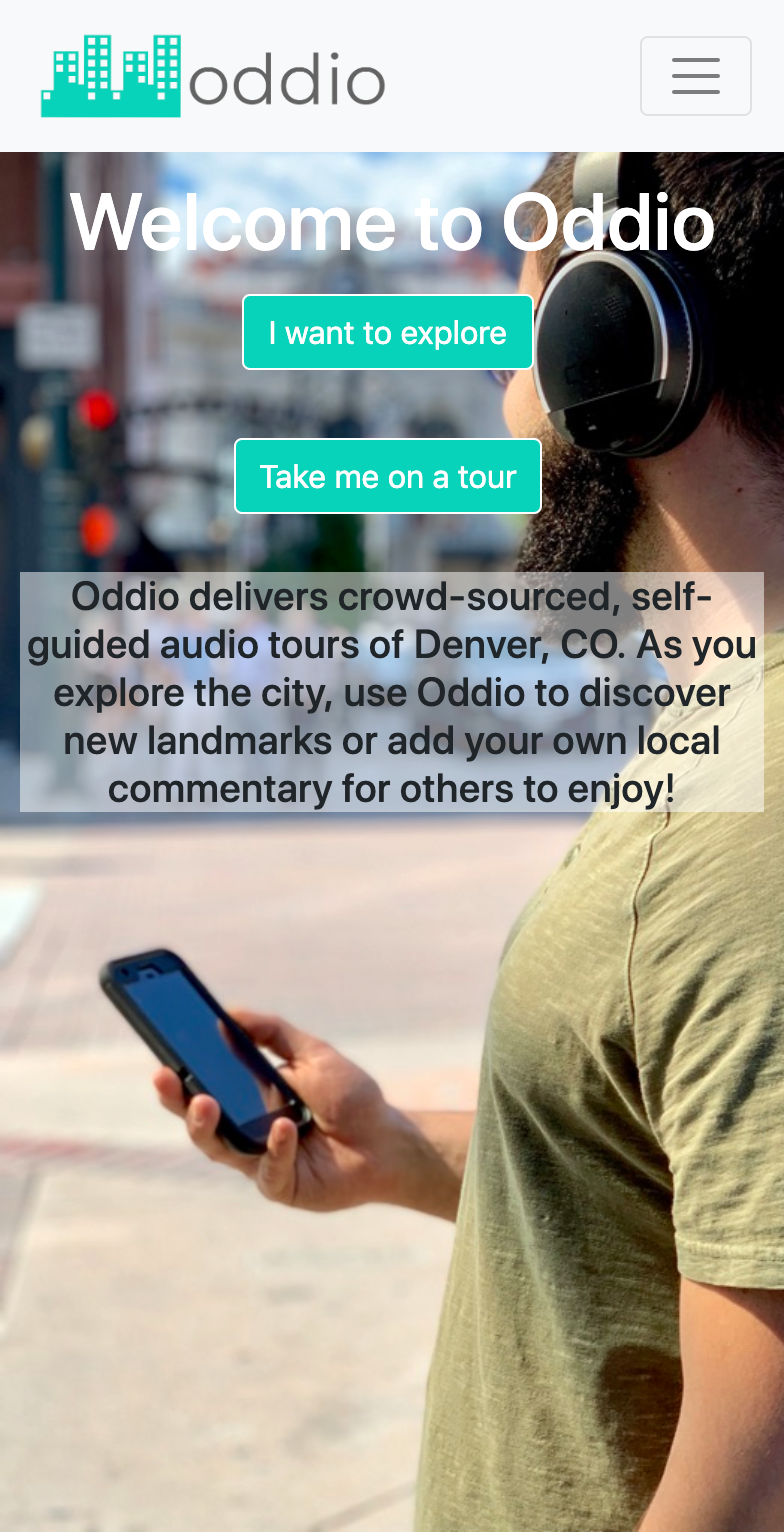 oddio
Welcome to Oddio
I want to explore
Take me on a tour
Oddio delivers crowd-sourced, self-
guided audio tours of Denver, CO. As you
explore the city, use Oddio to discover
new landmarks or add your own local
commentary for others to enjoy!